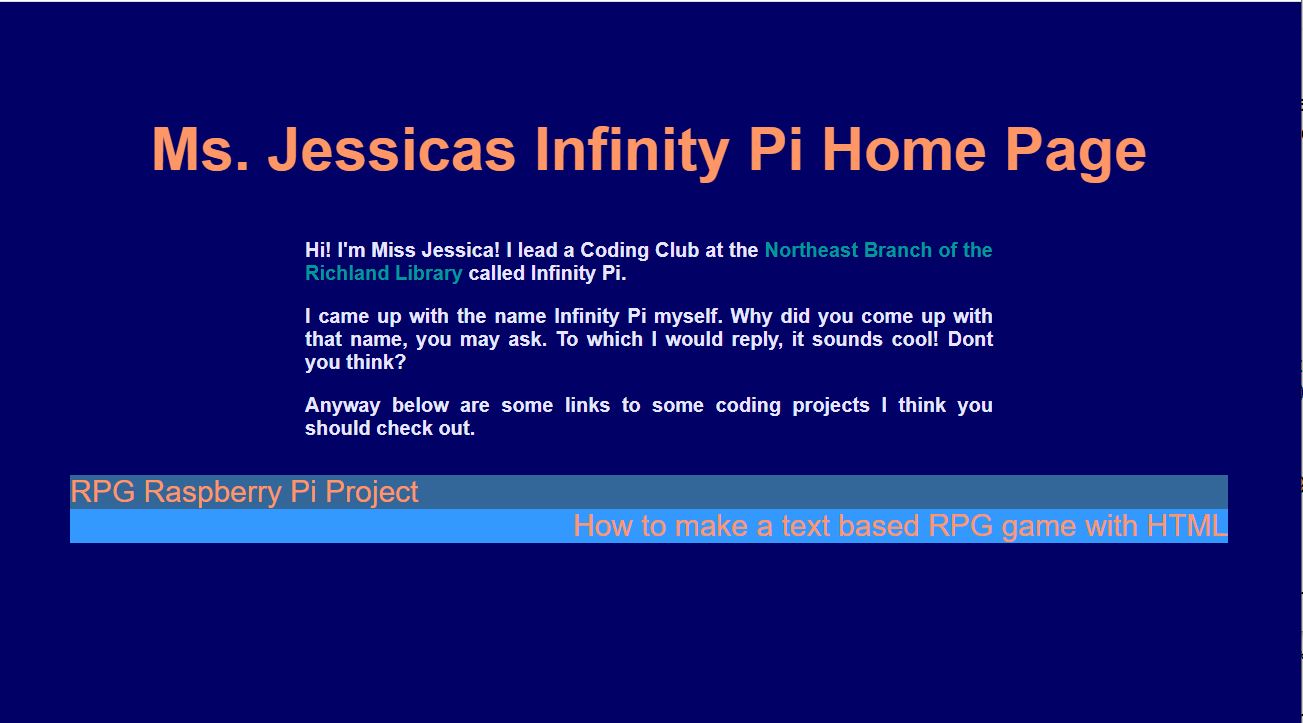 Ms. Jessicas Infinity Pi Home Page
Hi! I'm Miss Jessica! I lead a Coding Club at the Northeast Branch of the
Richland Library called Infinity Pi.
I came up with the name Infinity Pi myself. Why did you come up with
that name, you may ask. To which I would reply, it sounds cool! Dont
you think?
Anyway below are some links to some coding projects I think you
should check out.
RPG Raspberry Pi Project
How to make a text based RPG game with HTML